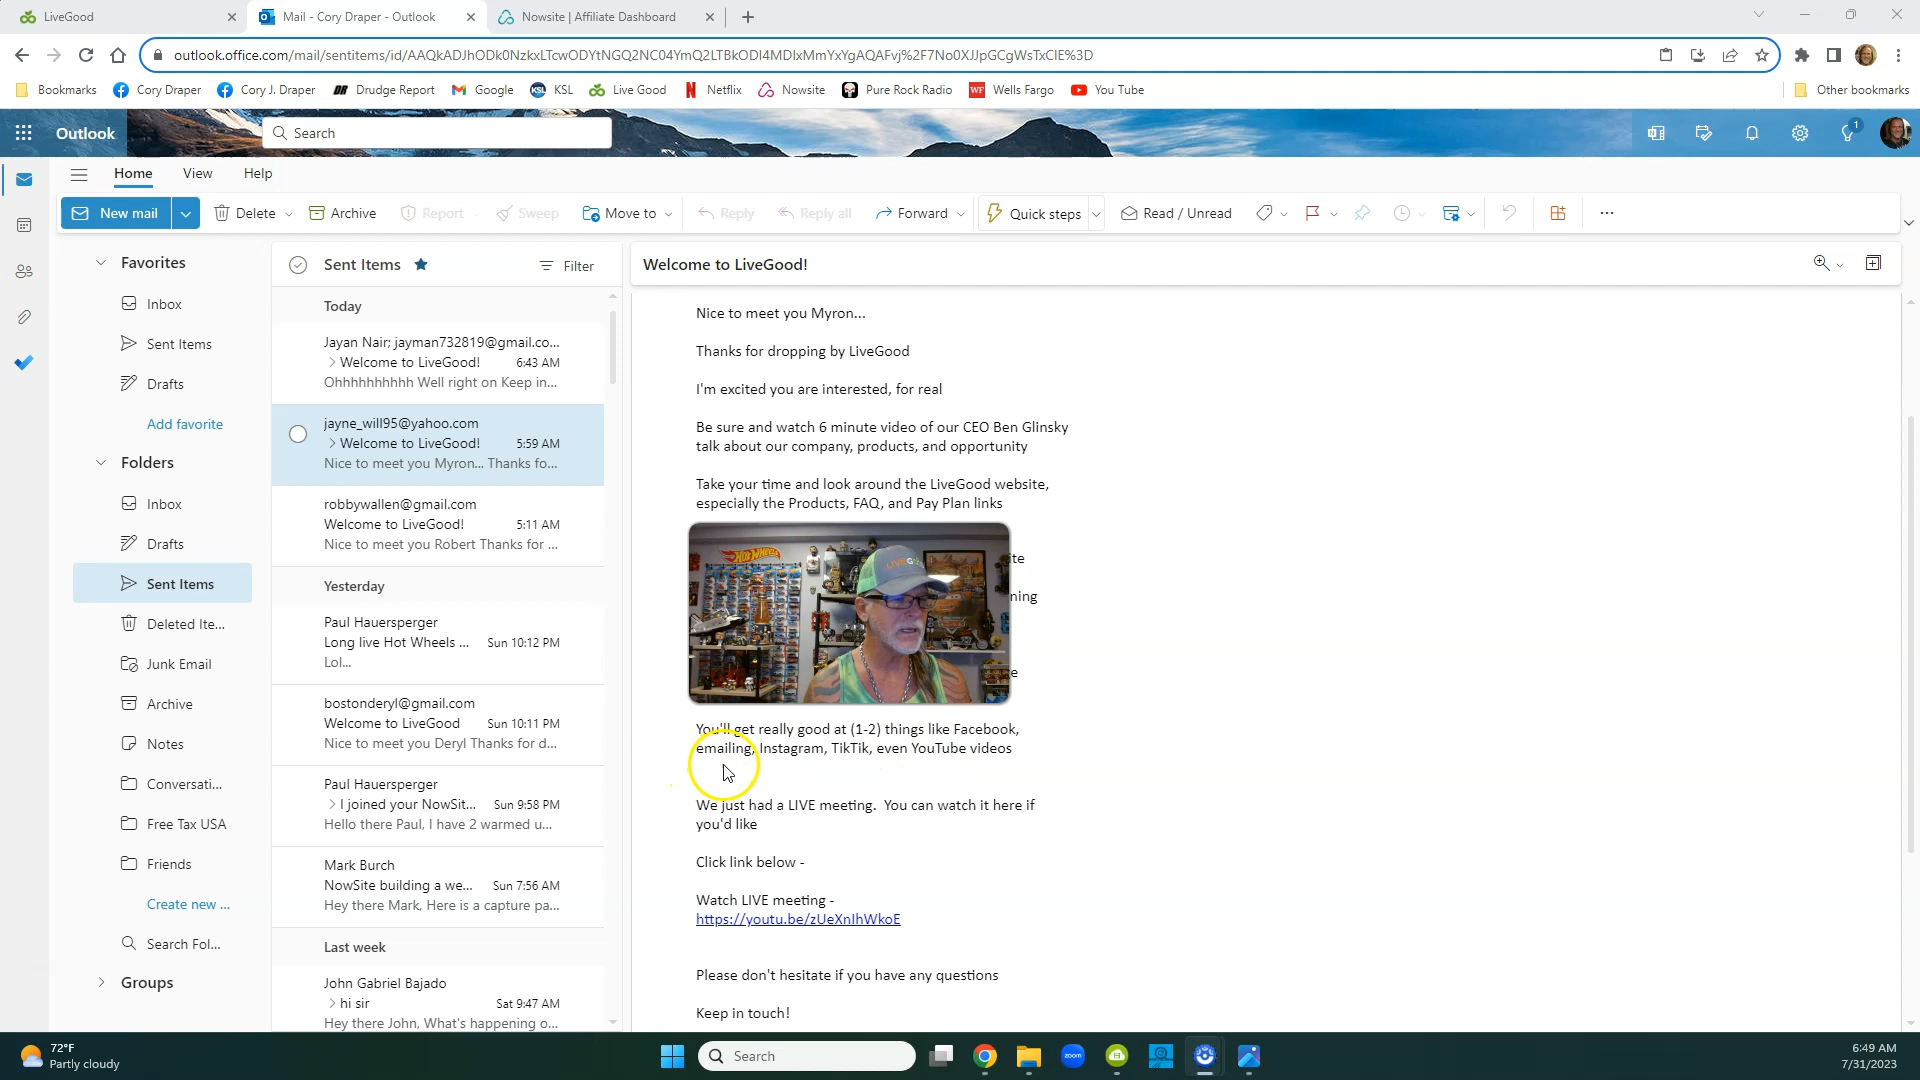 LiveGood
Mail - Cory Draper - Outlook
Nowsite | Affiliate Dashboard
outlook.office.com/mail/sentitems/id/AAQkADJhODk0NzkxLTcwODYtNGQ2NC04YmQ2LTBkODI4MDIxMmYxYgAQAFvj%2F7No0XJJpGCgWsTxCIE%3D
Bookmarks
Cory Draper
Cory J. Draper
Drudge Report
Google
KSL
Live Good
Netflix
Nowsite
Pure Rock Radio
Wells Fargo
You Tube
Other bookmarks
Outlook
Search
1
Home
View
Help
New mail
Delete
Archive
Report
Sweep
Move to
Reply
Reply all
Forward
Quick steps
Read / Unread
Favorites
Inbox
Sent Items
Drafts
Add favorite
Folders
Inbox
Drafts
Sent Items
Deleted Ite...
Junk Email
Archive
Notes
Conversati...
Free Tax USA
Friends
Create new ...
Search Fol...
Groups
Sent Items
Filter
Today
Jayan Nair; jayman732819@gmail.co...
Welcome to LiveGood! 6:43 AM
Ohhhhhhhhhh Well right on Keep in...
jayne_will95@yahoo.com
Welcome to LiveGood! 5:59 AM
Nice to meet you Myron... Thanks fo...
robbywallen@gmail.com
Welcome to LiveGood! 5:11 AM
Nice to meet you Robert Thanks for ...
Yesterday
Paul Hauersperger
Long live Hot Wheels ... Sun 10:12 PM
Lol...
bostonderyl@gmail.com
Welcome to LiveGood Sun 10:11 PM
Nice to meet you Deryl Thanks for d...
Paul Hauersperger
I joined your NowSit... Sun 9:58 PM
Hello there Paul, I have 2 warmed u...
Mark Burch
NowSite building a we... Sun 7:56 AM
Hey there Mark, Here is a capture pa...
Last week
John Gabriel Bajado
hi sir Sat 9:47 AM
Hey there John, What's happening o...
Welcome to LiveGood!
Nice to meet you Myron...
Thanks for dropping by LiveGood
I'm excited you are interested, for real
Be sure and watch 6 minute video of our CEO Ben Glinsky
talk about our company, products, and opportunity
Take your time and look around the LiveGood website,
especially the Products, FAQ, and Pay Plan links
ite
ning
e
HOT WHEELS
You'll get really good at (1-2) things like Facebook,
emailing, Instagram, TikTik, even YouTube videos
We just had a LIVE meeting. You can watch it here if
you'd like
Click link below -
Watch LIVE meeting -
https://youtu.be/zUeXnIhWkoE
Please don't hesitate if you have any questions
Keep in touch!
72°F
Partly cloudy
Search
zoom
6:49 AM
7/31/2023